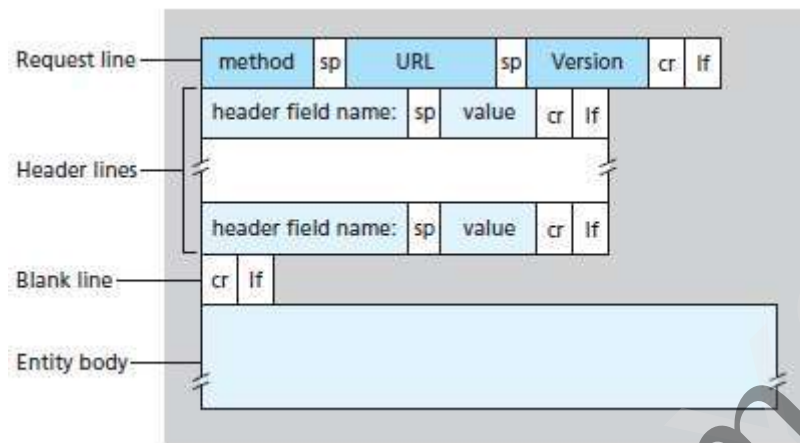 Request line
method sp URL sp Version cr lf
header field name: sp value cr lf
Header lines
header field name: sp value cr lf
Blank line
cr lf
Entity body